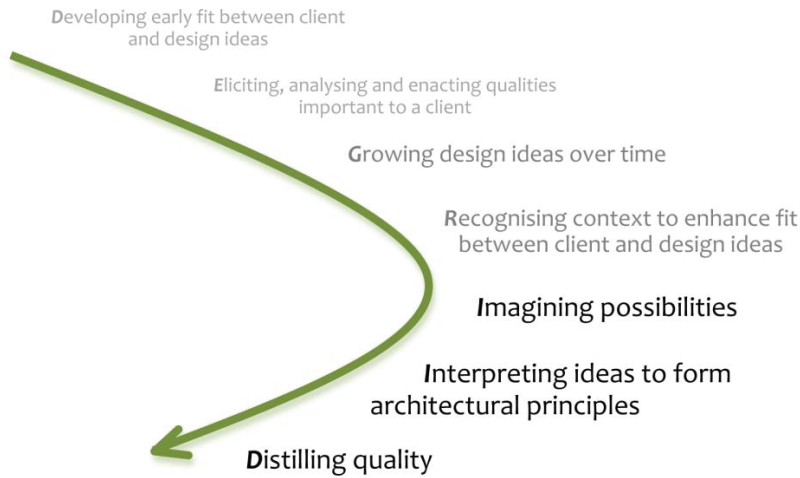 Developing early fit between client
and design ideas
Eliciting, analysing and enacting qualities
important to a client
Growing design ideas over time
Recognising context to enhance fit
between client and design ideas
Imagining possibilities
Interpreting ideas to form
architectural principles
Distilling quality